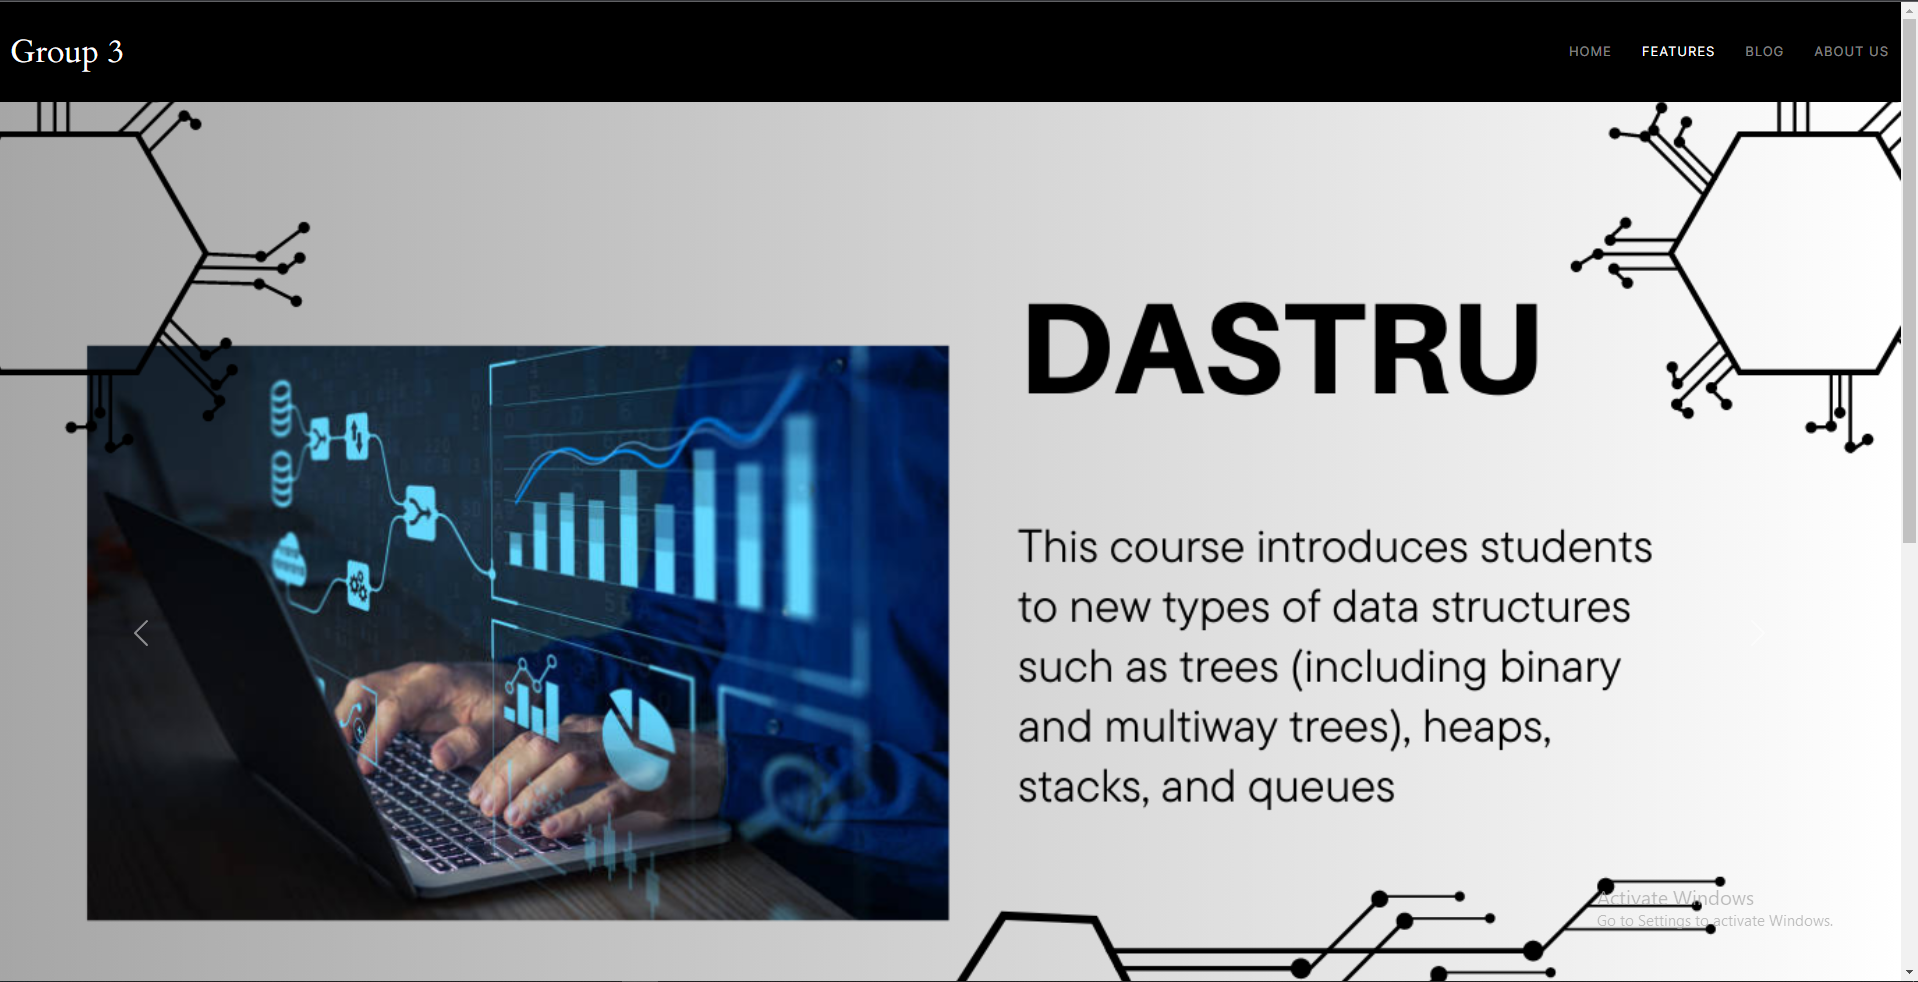 Group 3
HOME
FEATURES
BLOG
ABOUT US
DASTRU
This course introduces students
to new types of data structures
such as trees (including binary
and multiway trees), heaps,
stacks, and queues
Activate Windows
Go to Settings to activate Windows.